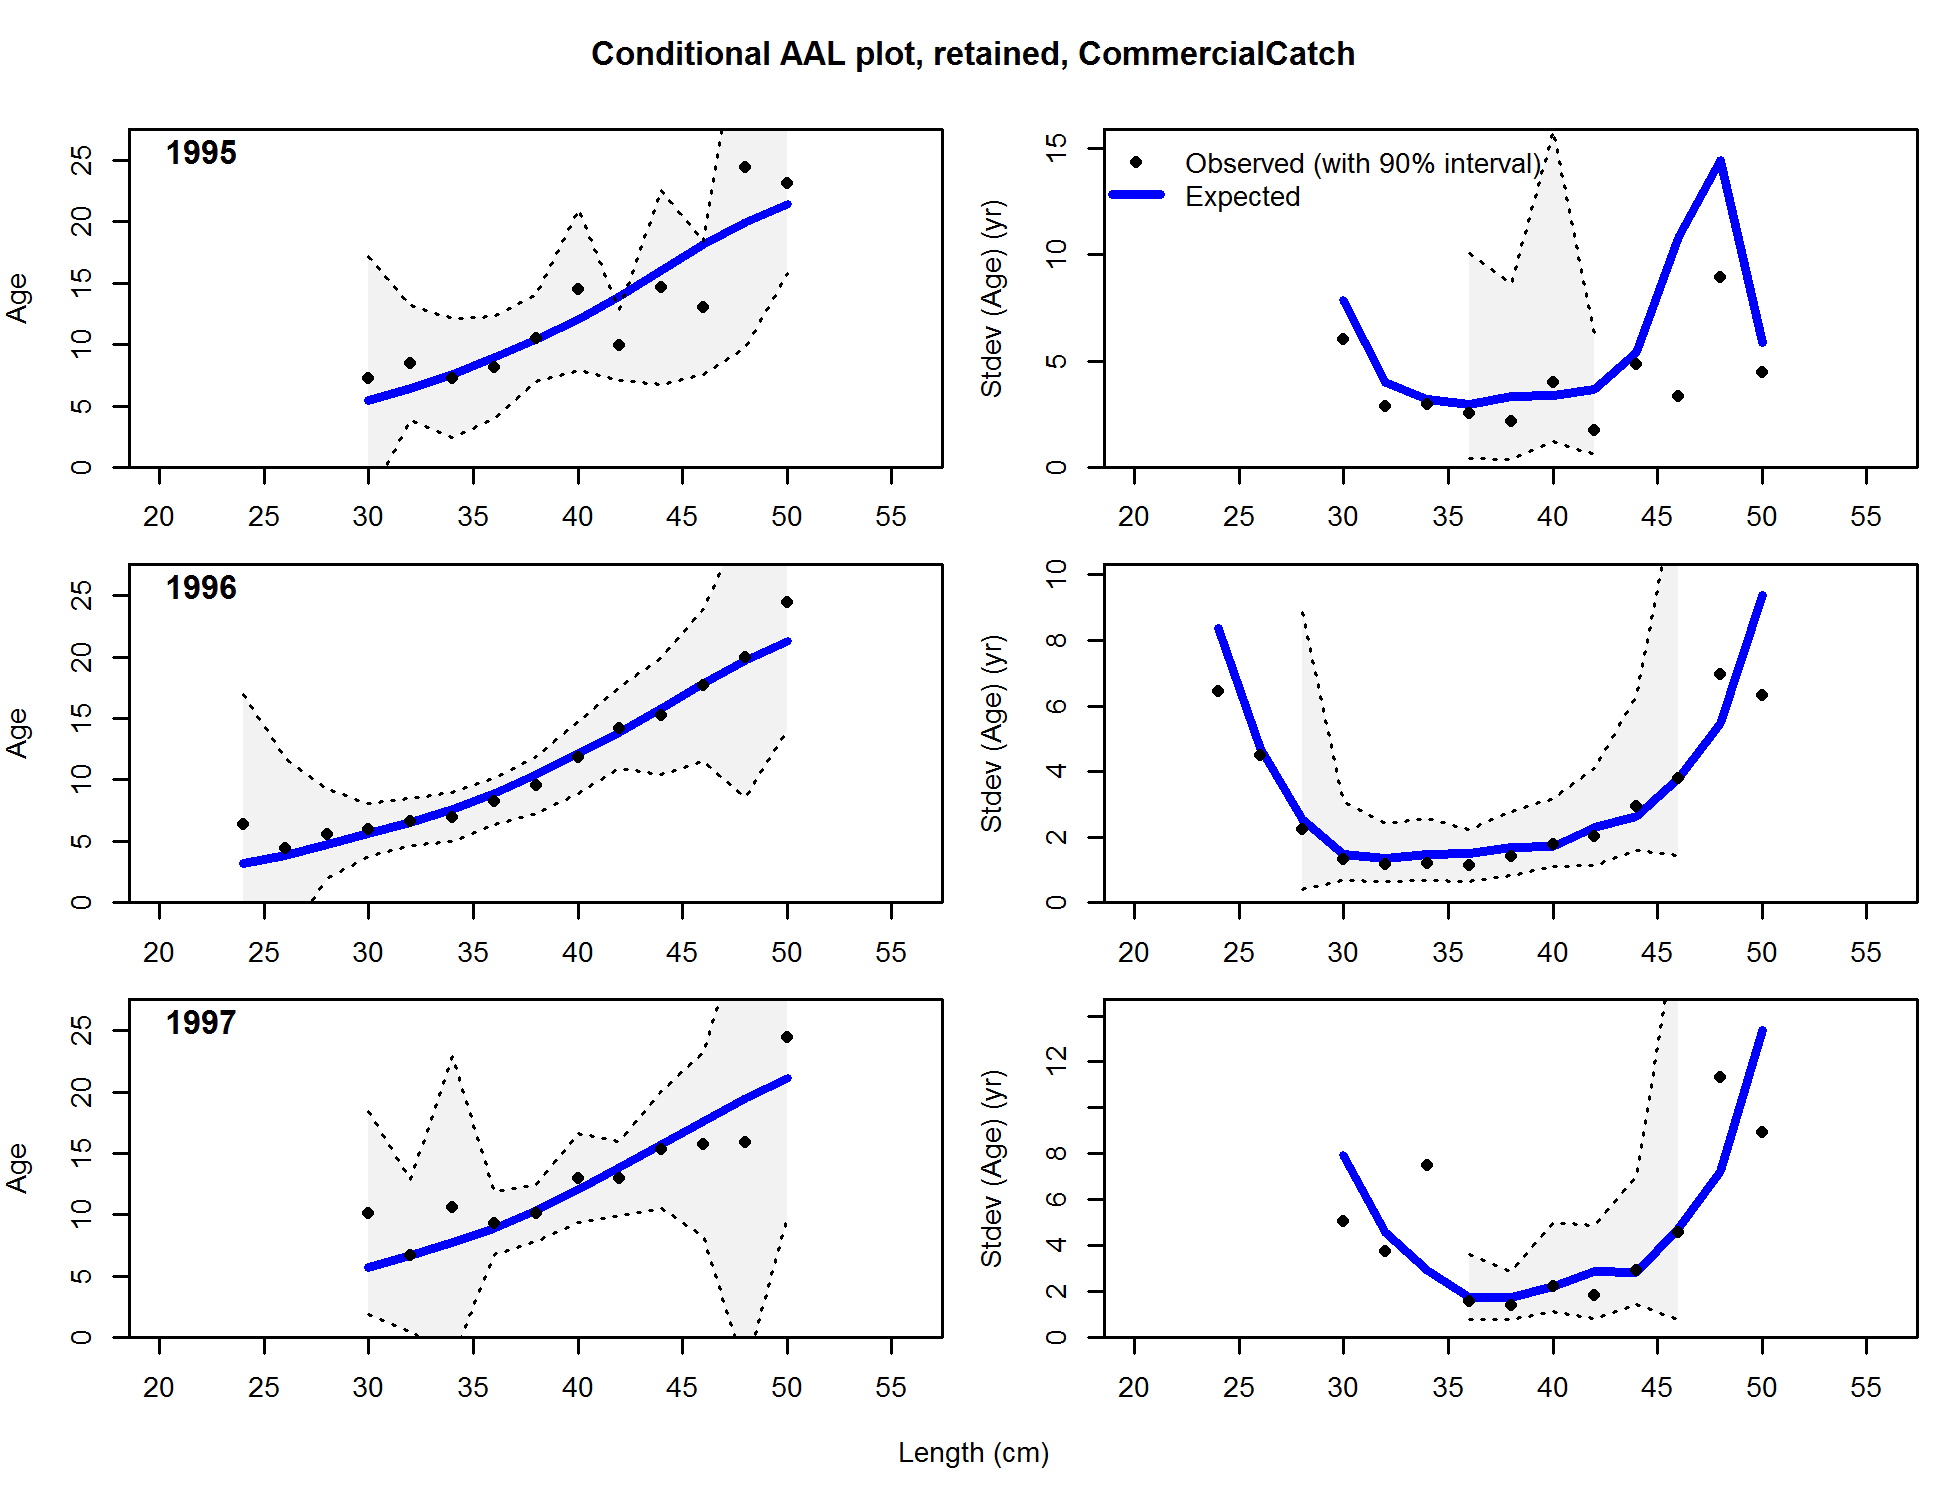 Conditional AAL plot, retained, CommercialCatch
1995
Age
0 5 10 15 20 25
20 25 30 35 40 45 50 55
Observed (with 90% interval)
Expected
Stdev (Age) (yr)
0 5 10 15
20 25 30 35 40 45 50 55
1996
Age
0 5 10 15 20 25
20 25 30 35 40 45 50 55
Stdev (Age) (yr)
0 2 4 6 8 10
20 25 30 35 40 45 50 55
1997
Age
0 5 10 15 20 25
20 25 30 35 40 45 50 55
Stdev (Age) (yr)
0 2 4 6 8 12
20 25 30 35 40 45 50 55
Length (cm)